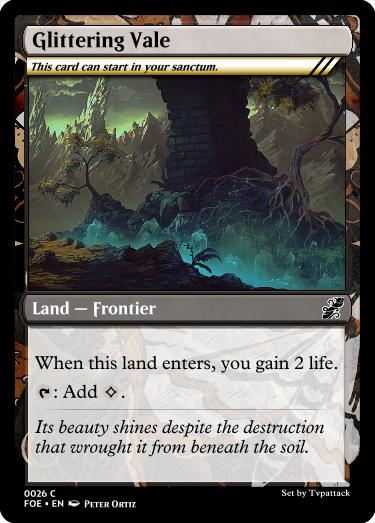 Glittering Vale
This card can start in your sanctum.
Land — Frontier
When this land enters, you gain 2 life.
: Add .
Its beauty shines despite the destruction
that wrought it from beneath the soil.
0026 C
FOE • EN Peter Ortiz
Set by Tvpattack